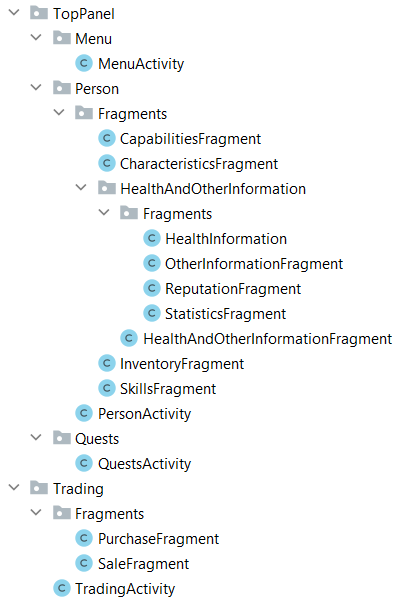 TopPanel
Menu
C MenuActivity
Person
Fragments
C CapabilitiesFragment
C CharacteristicsFragment
HealthAndOtherInformation
Fragments
C HealthInformation
C OtherInformationFragment
C ReputationFragment
C StatisticsFragment
C HealthAndOtherInformationFragment
C InventoryFragment
C SkillsFragment
C PersonActivity
Quests
C QuestsActivity
Trading
Fragments
C PurchaseFragment
C SaleFragment
C TradingActivity